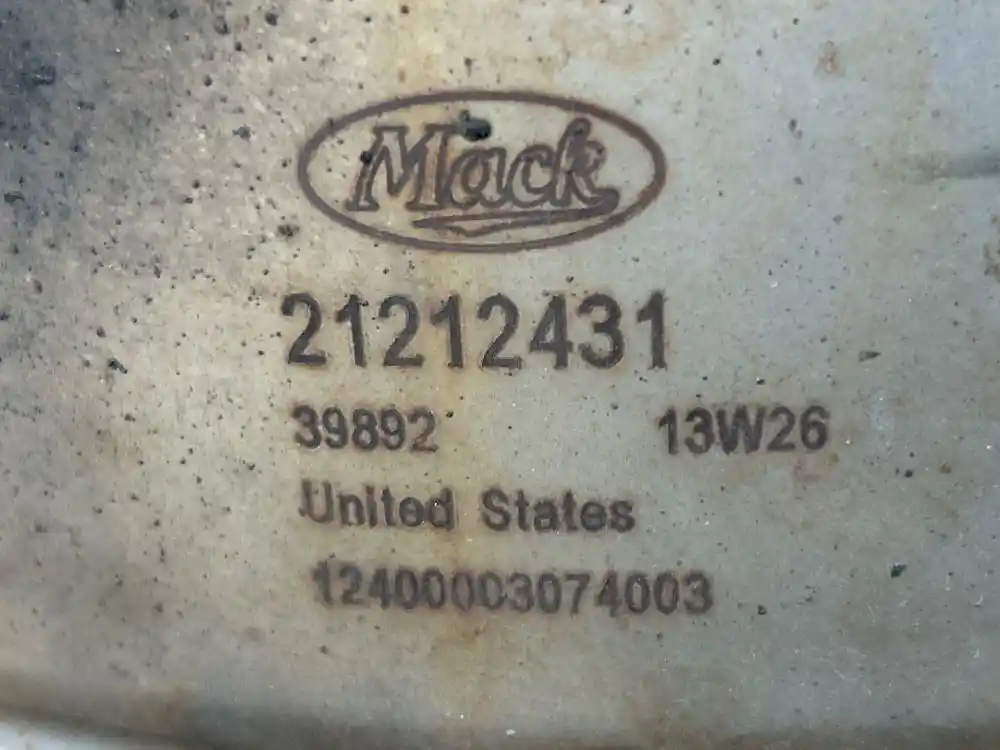 Mack
21212431
39892 13W26
United States
12400003074003